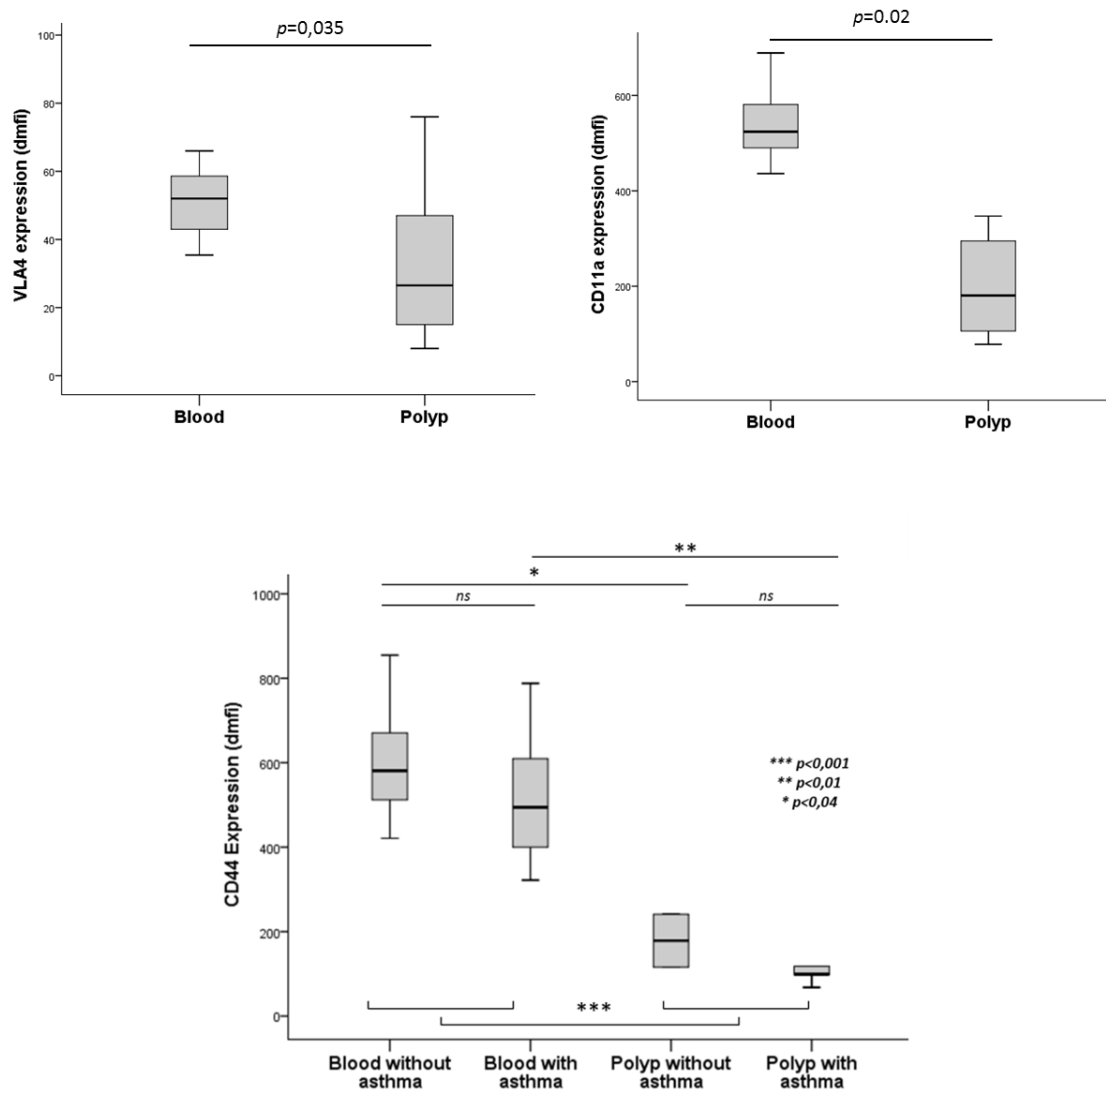 p=0,035
100
80
60
40
20
0
VLA4 expression (dmfi)
Blood
Polyp
p=0.02
600
400
200
0
CD11a expression (dmfi)
Blood
Polyp
**
*
ns
ns
1000
800
600
400
200
0
CD44 Expression (dmfi)
*** p<0,001
** p<0,01
* p<0,04
***
Blood without
asthma
Blood with
asthma
Polyp without
asthma
Polyp with
asthma